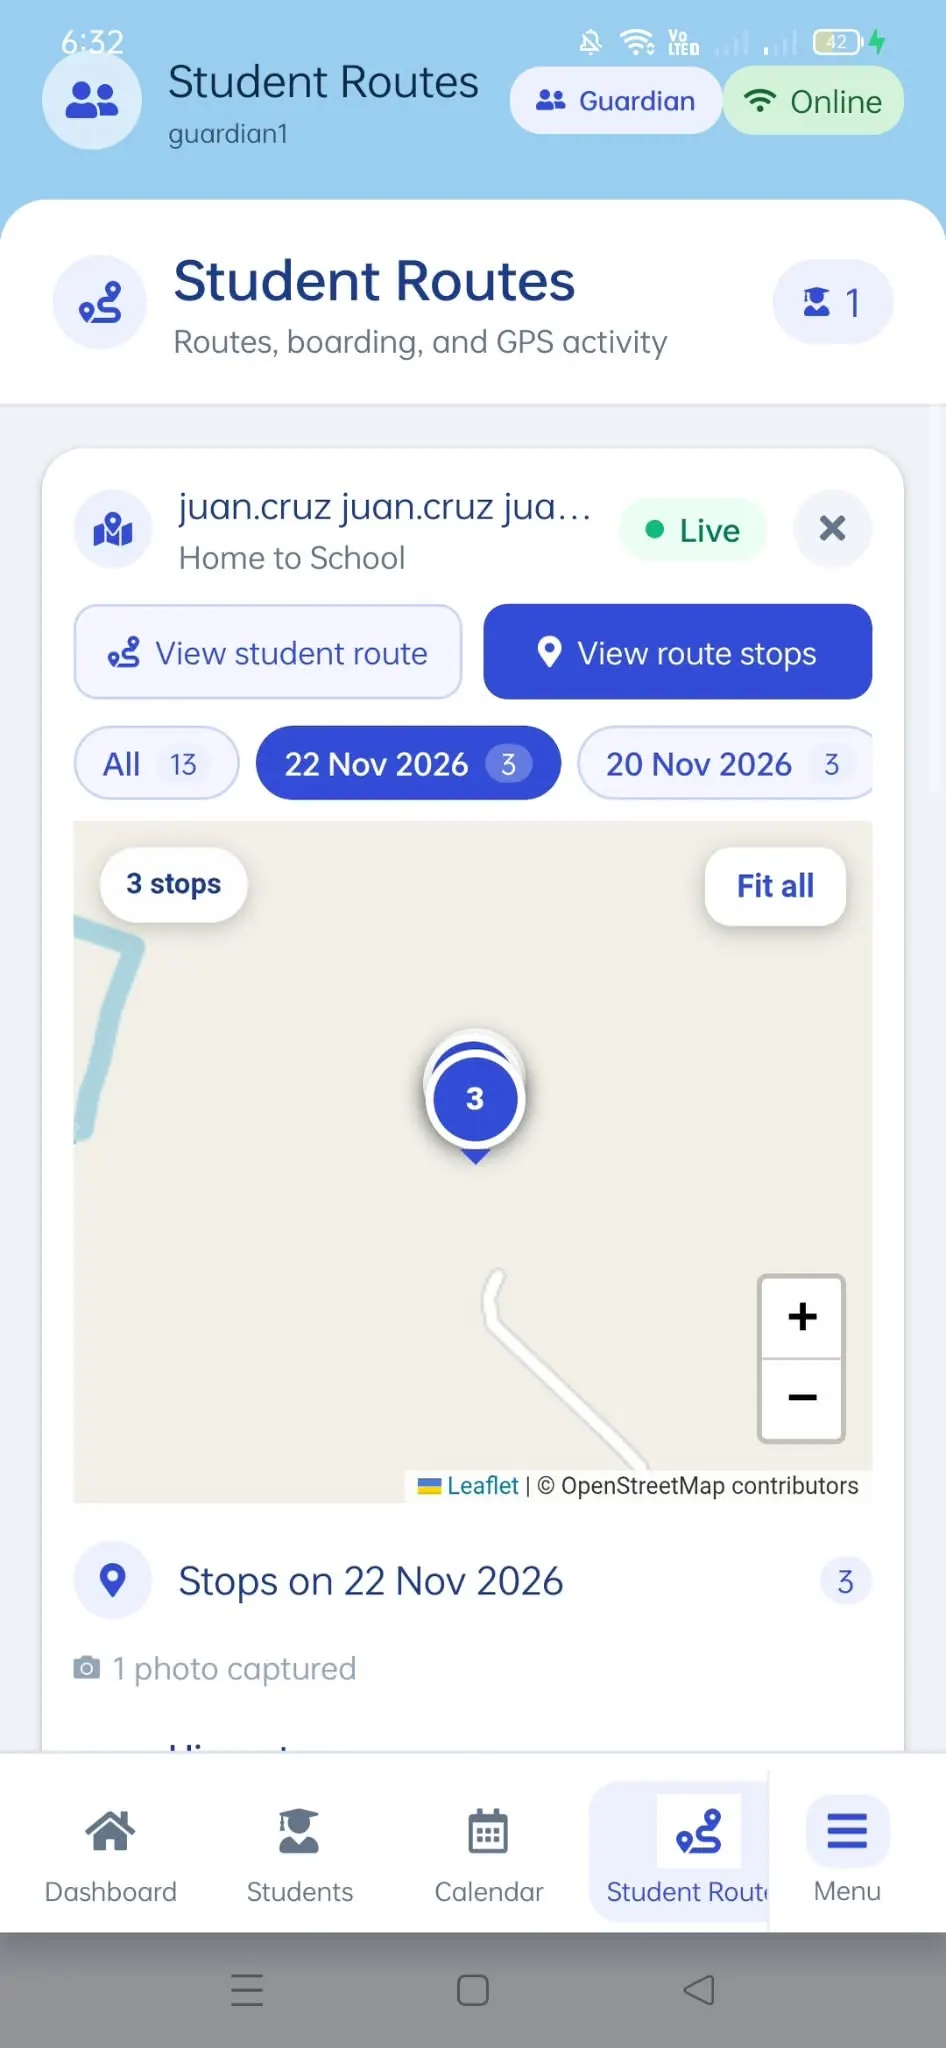 6:32
Vo LTE
42
Student Routes
guardian1
Guardian
Online
Student Routes
Routes, boarding, and GPS activity
1
juan.cruz juan.cruz jua...
Home to School
Live
View student route
View route stops
All 13
22 Nov 2026 3
20 Nov 2026 3
3 stops
Fit all
3
+
−
Leaflet | © OpenStreetMap contributors
Stops on 22 Nov 2026
3
1 photo captured
Dashboard
Students
Calendar
Student Rout
Menu